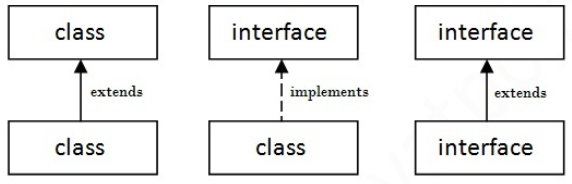 class interface interface
extends implements extends
class class interface